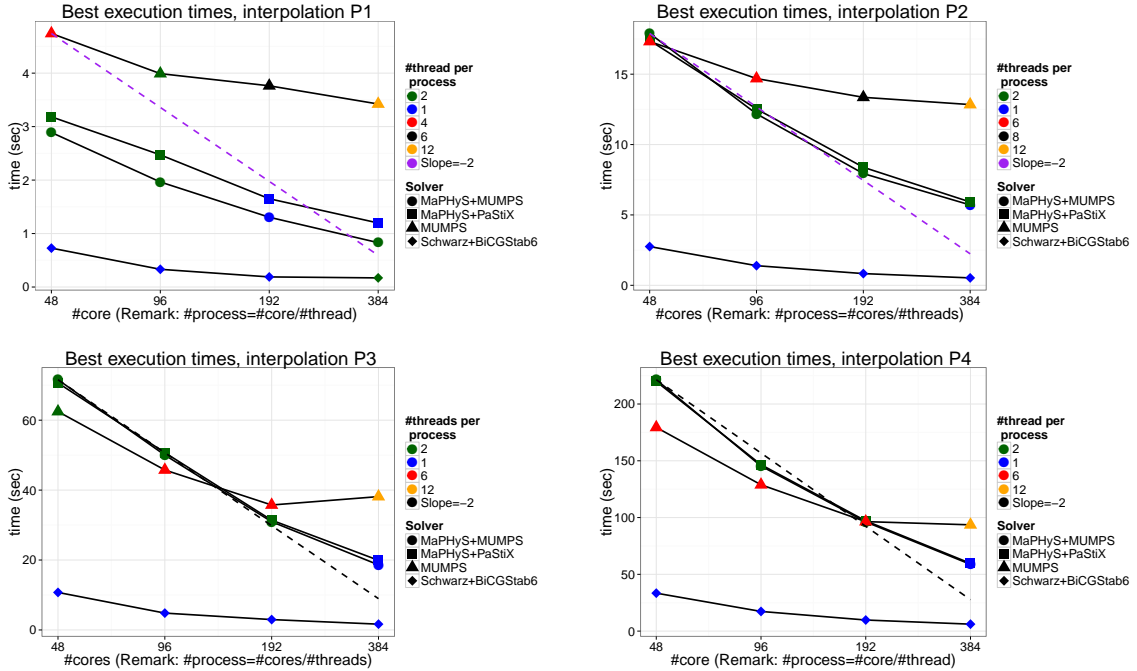 Best execution times, interpolation P1
4
3
2
1
0
time (sec)
48
96
192
384
#core (Remark: #process=#core/#thread)
#thread per
process
2
1
4
6
12
Slope=−2
Solver
MaPHyS+MUMPS
MaPHyS+PaStiX
MUMPS
Schwarz+BiCGStab6
Best execution times, interpolation P2
15
10
5
0
time (sec)
48
96
192
384
#cores (Remark: #process=#cores/#threads)
#threads per
process
2
1
6
8
12
Slope=−2
Solver
MaPHyS+MUMPS
MaPHyS+PaStiX
MUMPS
Schwarz+BiCGStab6
Best execution times, interpolation P3
60
40
20
0
time (sec)
48
96
192
384
#cores (Remark: #process=#cores/#threads)
#threads per
process
2
1
6
12
Slope=−2
Solver
MaPHyS+MUMPS
MaPHyS+PaStiX
MUMPS
Schwarz+BiCGStab6
Best execution times, interpolation P4
200
150
100
50
0
time (sec)
48
96
192
384
#cores (Remark: #process=#core/#thread)
#thread per
process
2
1
6
12
Slope=−2
Solver
MaPHyS+MUMPS
MaPHyS+PaStiX
MUMPS
Schwarz+BiCGStab6